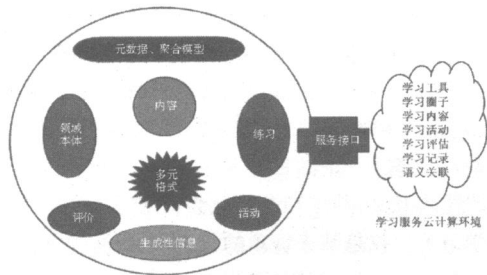 元数据、聚合模型
内容
领域
本体
练习
多元
格式
评价
活动
生成性信息
服务接口
学习工具
学习圈子
学习内容
学习活动
学习评估
学习记录
语义关联
学习服务云计算环境